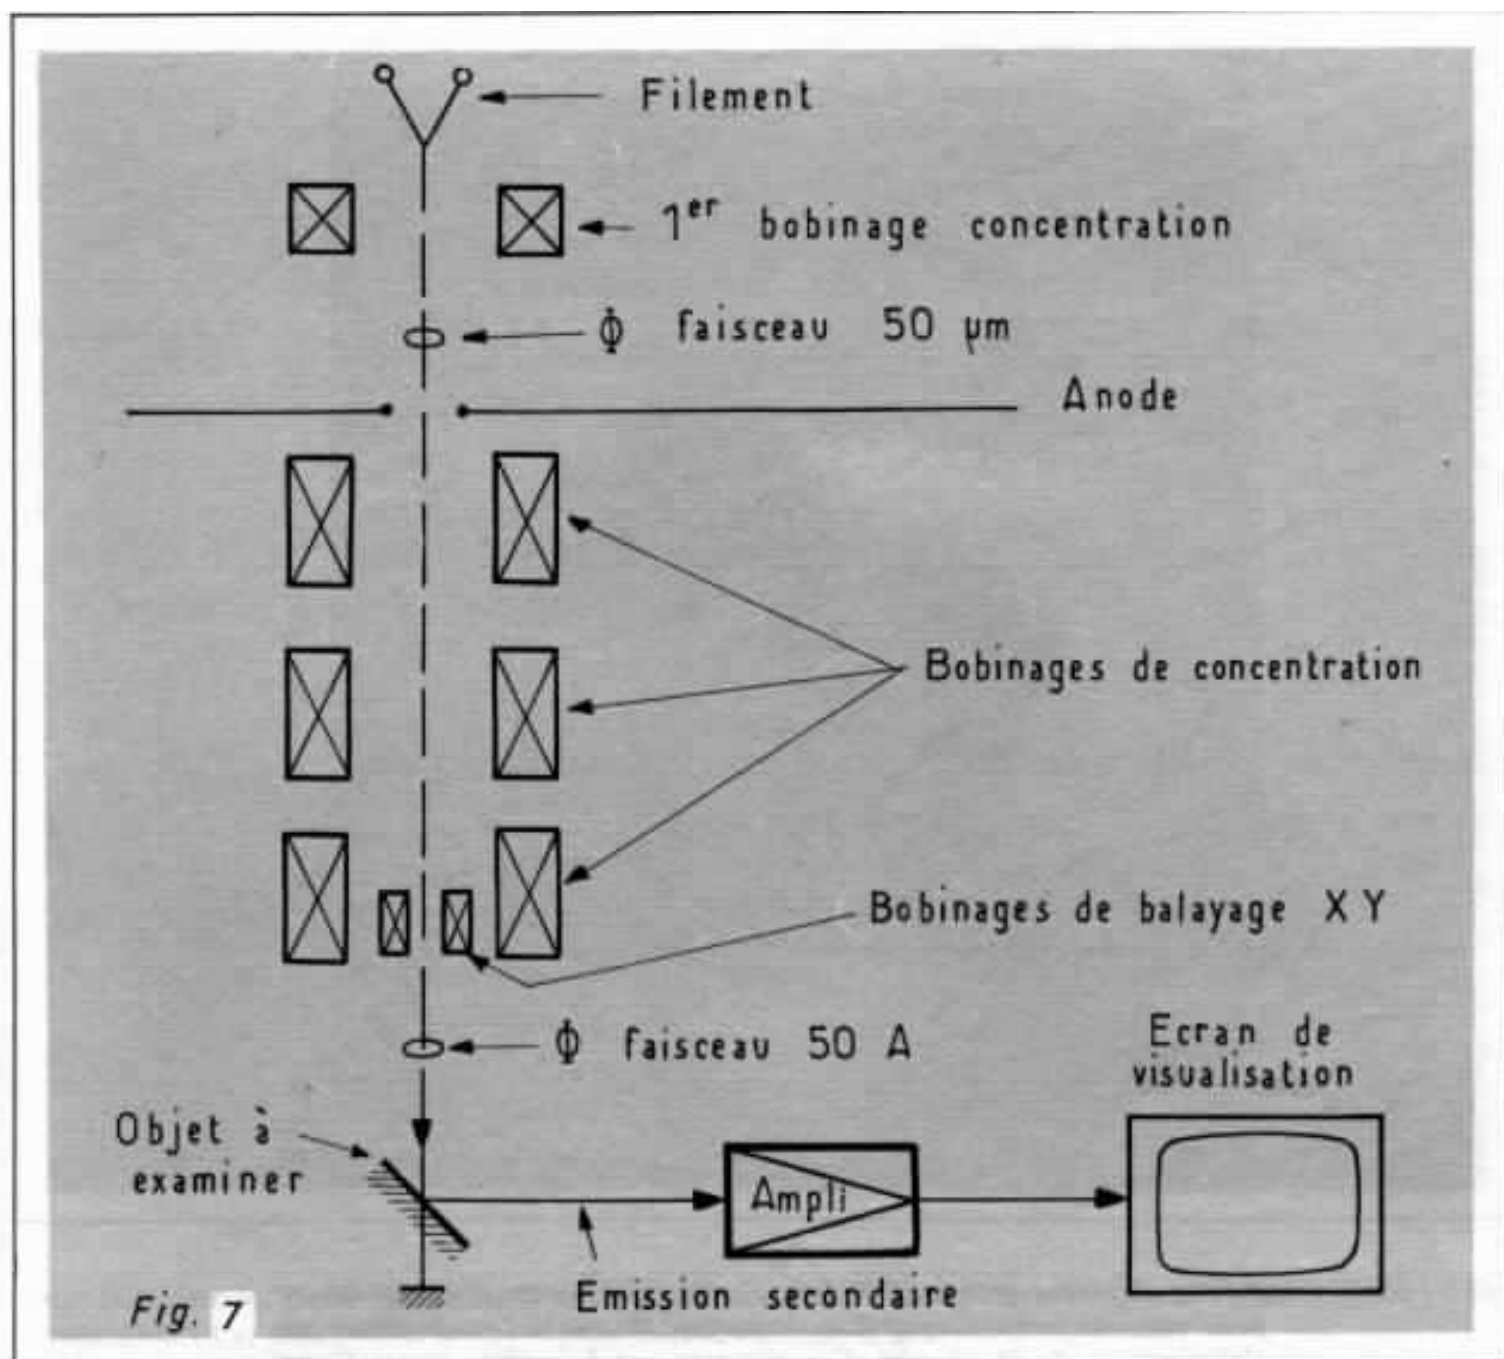 Filement
1er bobinage concentration
Φ faisceau 50 µm
Anode
Bobinages de concentration
Bobinages de balayage X Y
Φ faisceau 50 A
Ecran de
visualisation
Objet à
examiner
Ampli
Emission secondaire
Fig. 7